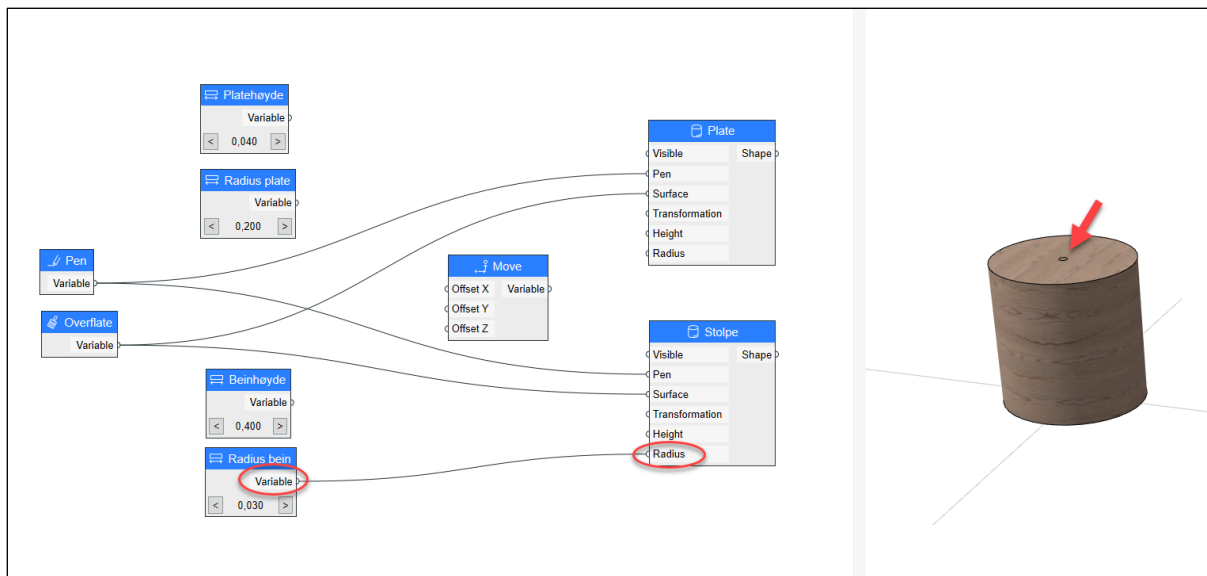 Platehøyde
Variable
< 0,040 >
Radius plate
Variable
< 0,200 >
Pen
Variable
Overflate
Variable
Beinhøyde
Variable
< 0,400 >
Radius bein
Variable
< 0,030 >
Move
Offset X Variable
Offset Y
Offset Z
Plate
Visible Shape
Pen
Surface
Transformation
Height
Radius
Stolpe
Visible Shape
Pen
Surface
Transformation
Height
Radius